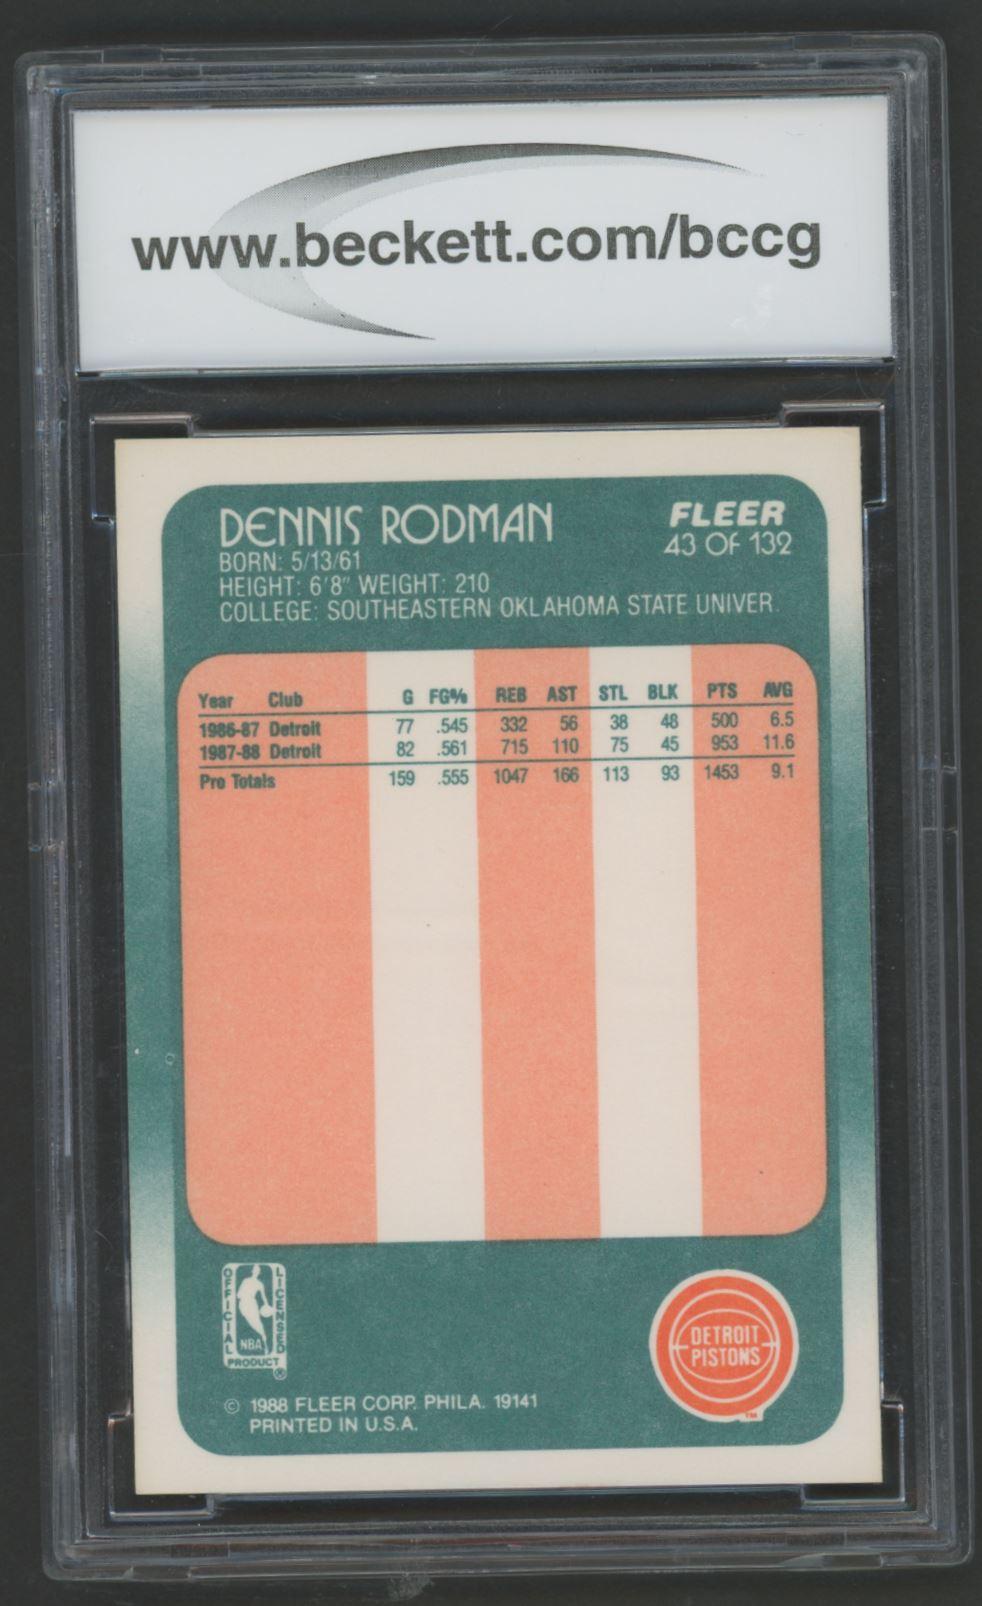 www.beckett.com/bccg
DENNIS RODMAN
FLEER
43 OF 132
BORN: 5/13/61
HEIGHT: 6'8" WEIGHT: 210
COLLEGE: SOUTHEASTERN OKLAHOMA STATE UNIVER.
Year Club G FG% REB AST STL BLK PTS AVG
1986-87 Detroit 77 .545 332 56 38 48 500 6.5
1987-88 Detroit 82 .561 715 110 75 45 953 11.6
Pro Totals 159 .555 1047 166 113 93 1453 9.1
OFFICIAL
LICENSED
NBA
PRODUCT
®
DETROIT
PISTONS
TM
© 1988 FLEER CORP. PHILA. 19141
PRINTED IN U.S.A.